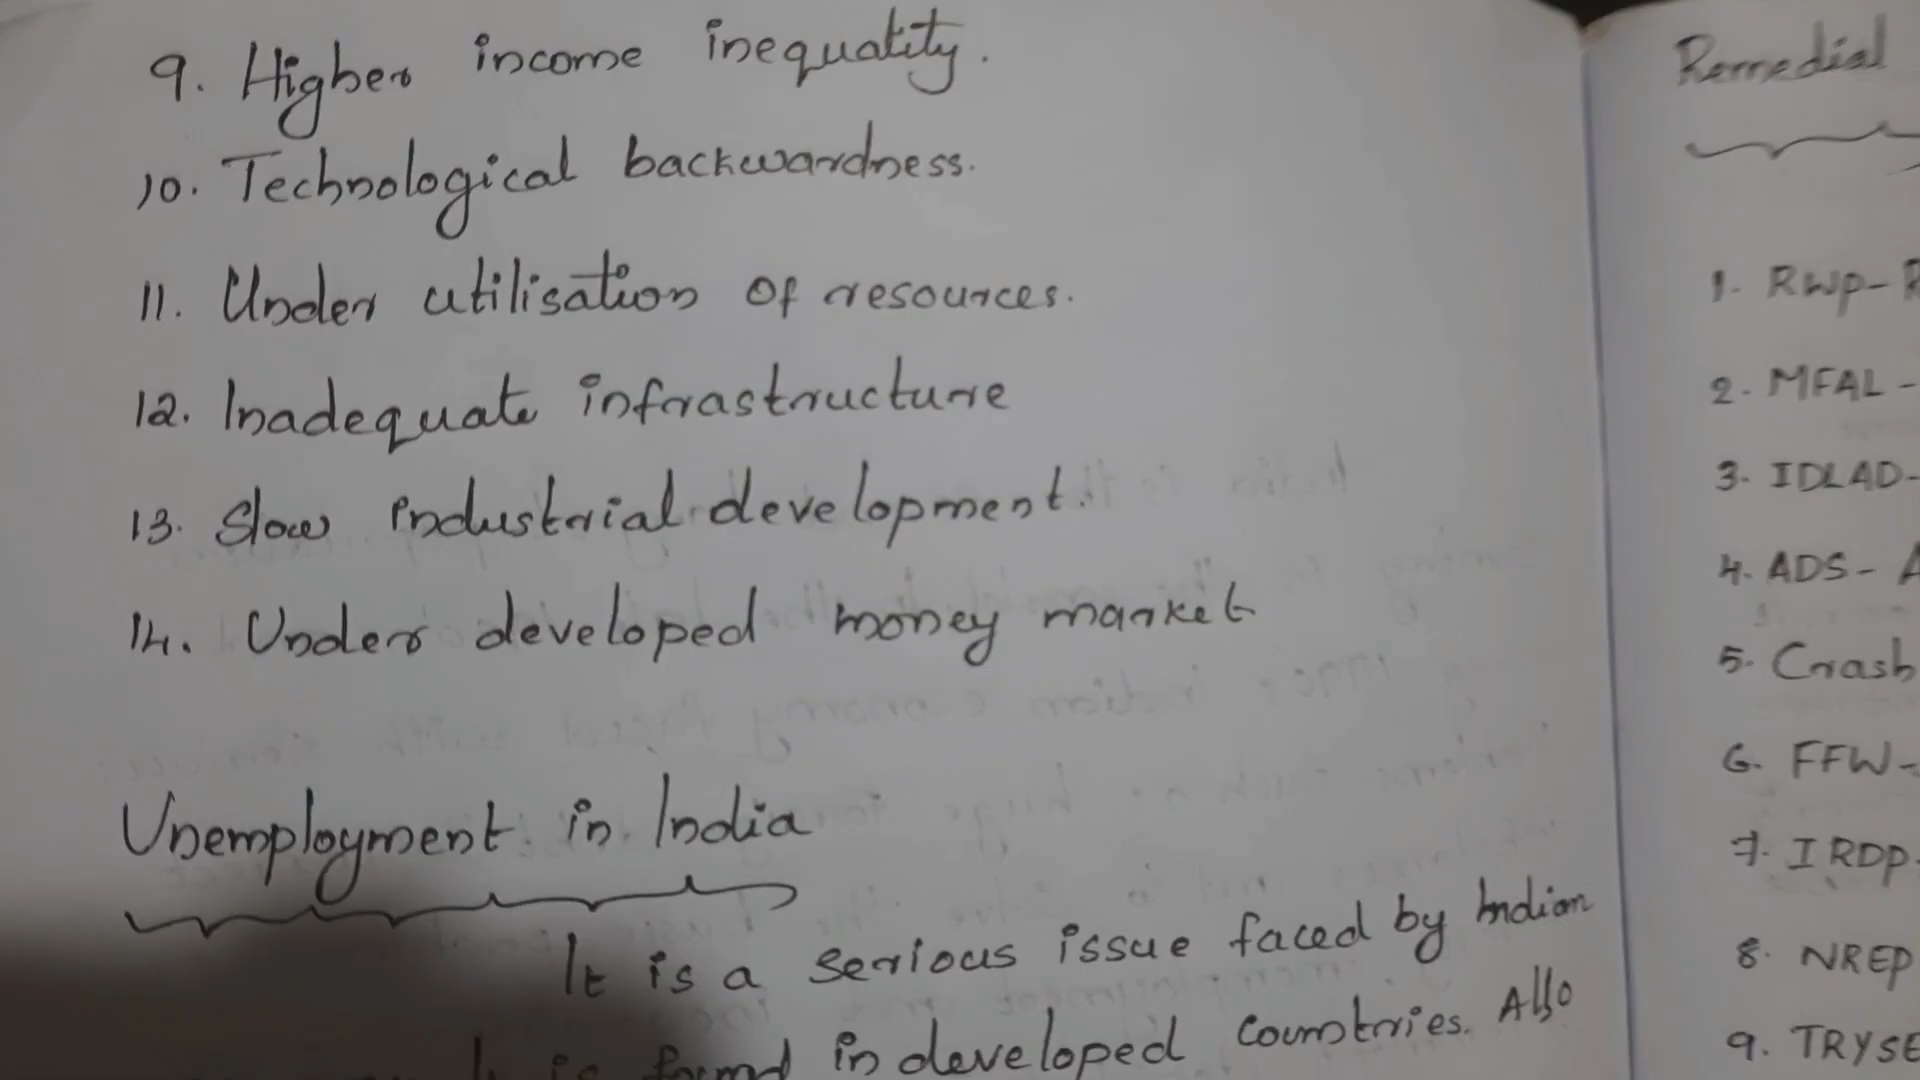 9. Higher income inequality.
10. Technological backwardness.
11. Under utilisation of resources.
12. Inadequate infrastructure
13. Slow industrial development.
14. Under developed money market
Unemployment in India
It is a serious issue faced by Indian
It is found in developed countries. Also
Remedial
1. RWP-
2. MFAL -
3. IDLAD-
4. ADS - A
5. Crash
6. FFW-
7. IRDP-
8. NREP
9. TRYSE